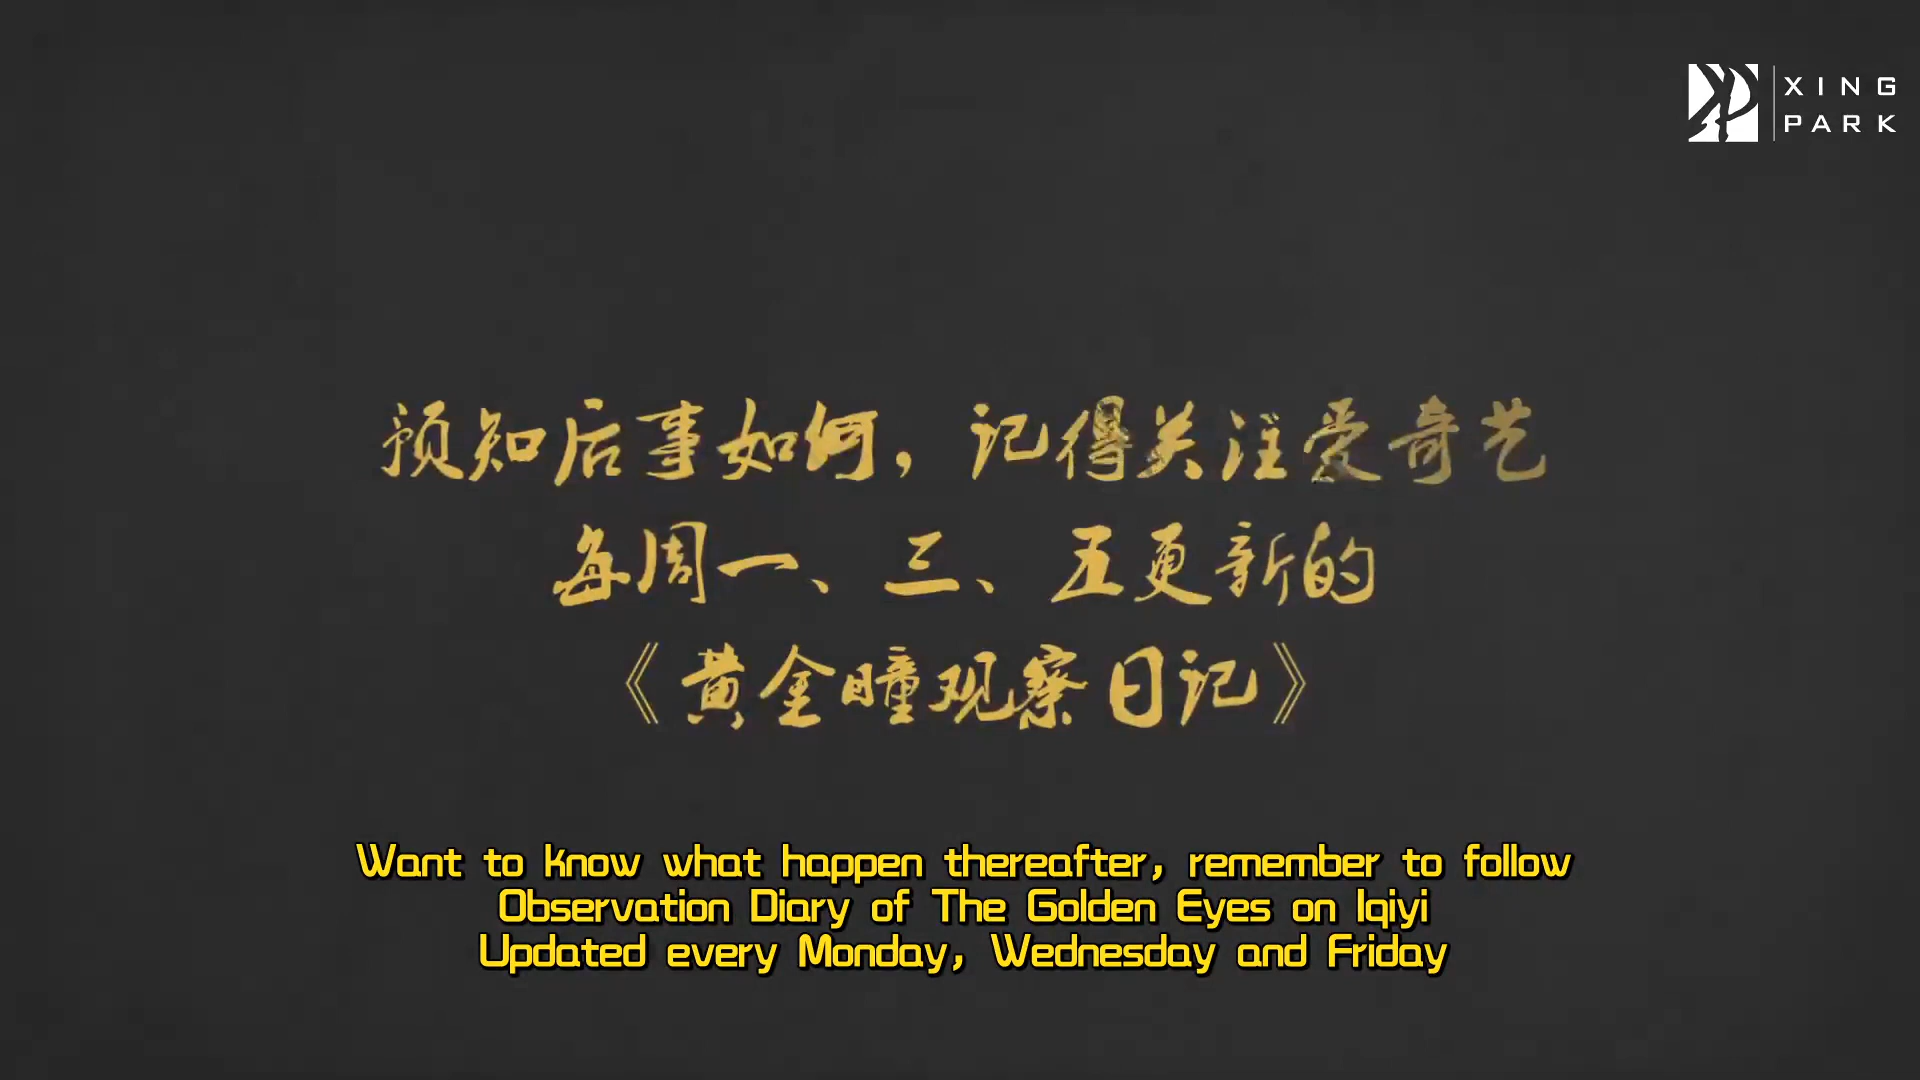 XING
PARK
预知后事如何，记得关注爱奇艺
每周一、三、五更新的
《黄金瞳观察日记》
Want to know what happen thereafter, remember to follow
Observation Diary of The Golden Eyes on Iqiyi
Updated every Monday, Wednesday and Friday